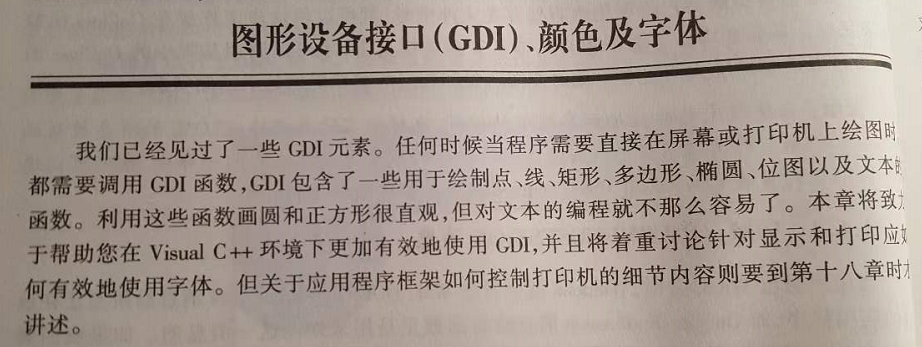 图形设备接口(GDI)、颜色及字体
我们已经见过了一些 GDI 元素。任何时候当程序需要直接在屏幕或打印机上绘图时,
都需要调用 GDI 函数,GDI 包含了一些用于绘制点、线、矩形、多边形、椭圆、位图以及文本的
函数。利用这些函数画圆和正方形很直观,但对文本的编程就不那么容易了。本章将致力
于帮助您在 Visual C++ 环境下更加有效地使用 GDI,并且将着重讨论针对显示和打印应如
何有效地使用字体。但关于应用程序框架如何控制打印机的细节内容则要到第十八章时
讲述。